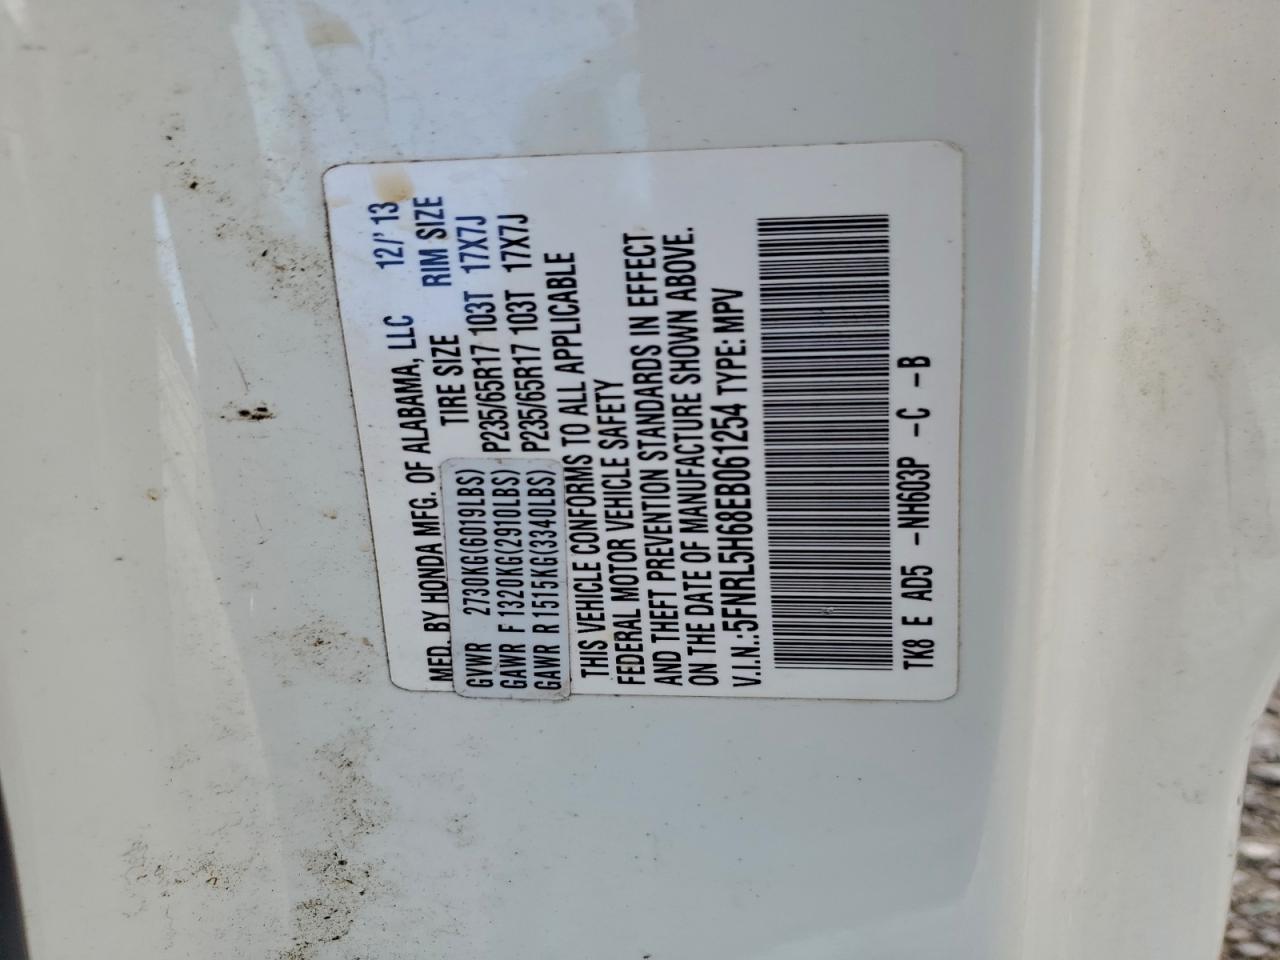 MFD. BY HONDA MFG. OF ALABAMA, LLC 12/' 13
TIRE SIZE RIM SIZE
GVWR 2730KG(6019LBS) P235/65R17 103T 17X7J
GAWR F 1320KG(2910LBS) P235/65R17 103T 17X7J
GAWR R 1515KG(3340LBS)
THIS VEHICLE CONFORMS TO ALL APPLICABLE
FEDERAL MOTOR VEHICLE SAFETY
AND THEFT PREVENTION STANDARDS IN EFFECT
ON THE DATE OF MANUFACTURE SHOWN ABOVE.
V.I.N.:5FNRL5H68EB061254 TYPE: MPV
TK8 E AD5 -NH603P -C -B